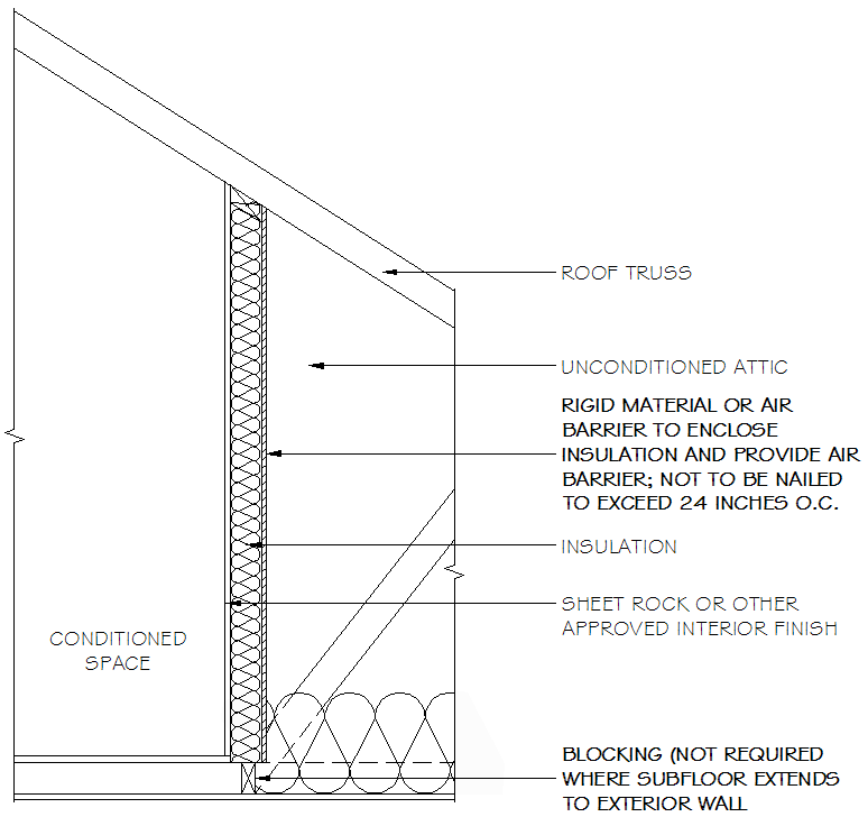 ROOF TRUSS
UNCONDITIONED ATTIC
RIGID MATERIAL OR AIR
BARRIER TO ENCLOSE
INSULATION AND PROVIDE AIR
BARRIER; NOT TO BE NAILED
TO EXCEED 24 INCHES O.C.
INSULATION
SHEET ROCK OR OTHER
APPROVED INTERIOR FINISH
CONDITIONED
SPACE
BLOCKING (NOT REQUIRED
WHERE SUBFLOOR EXTENDS
TO EXTERIOR WALL